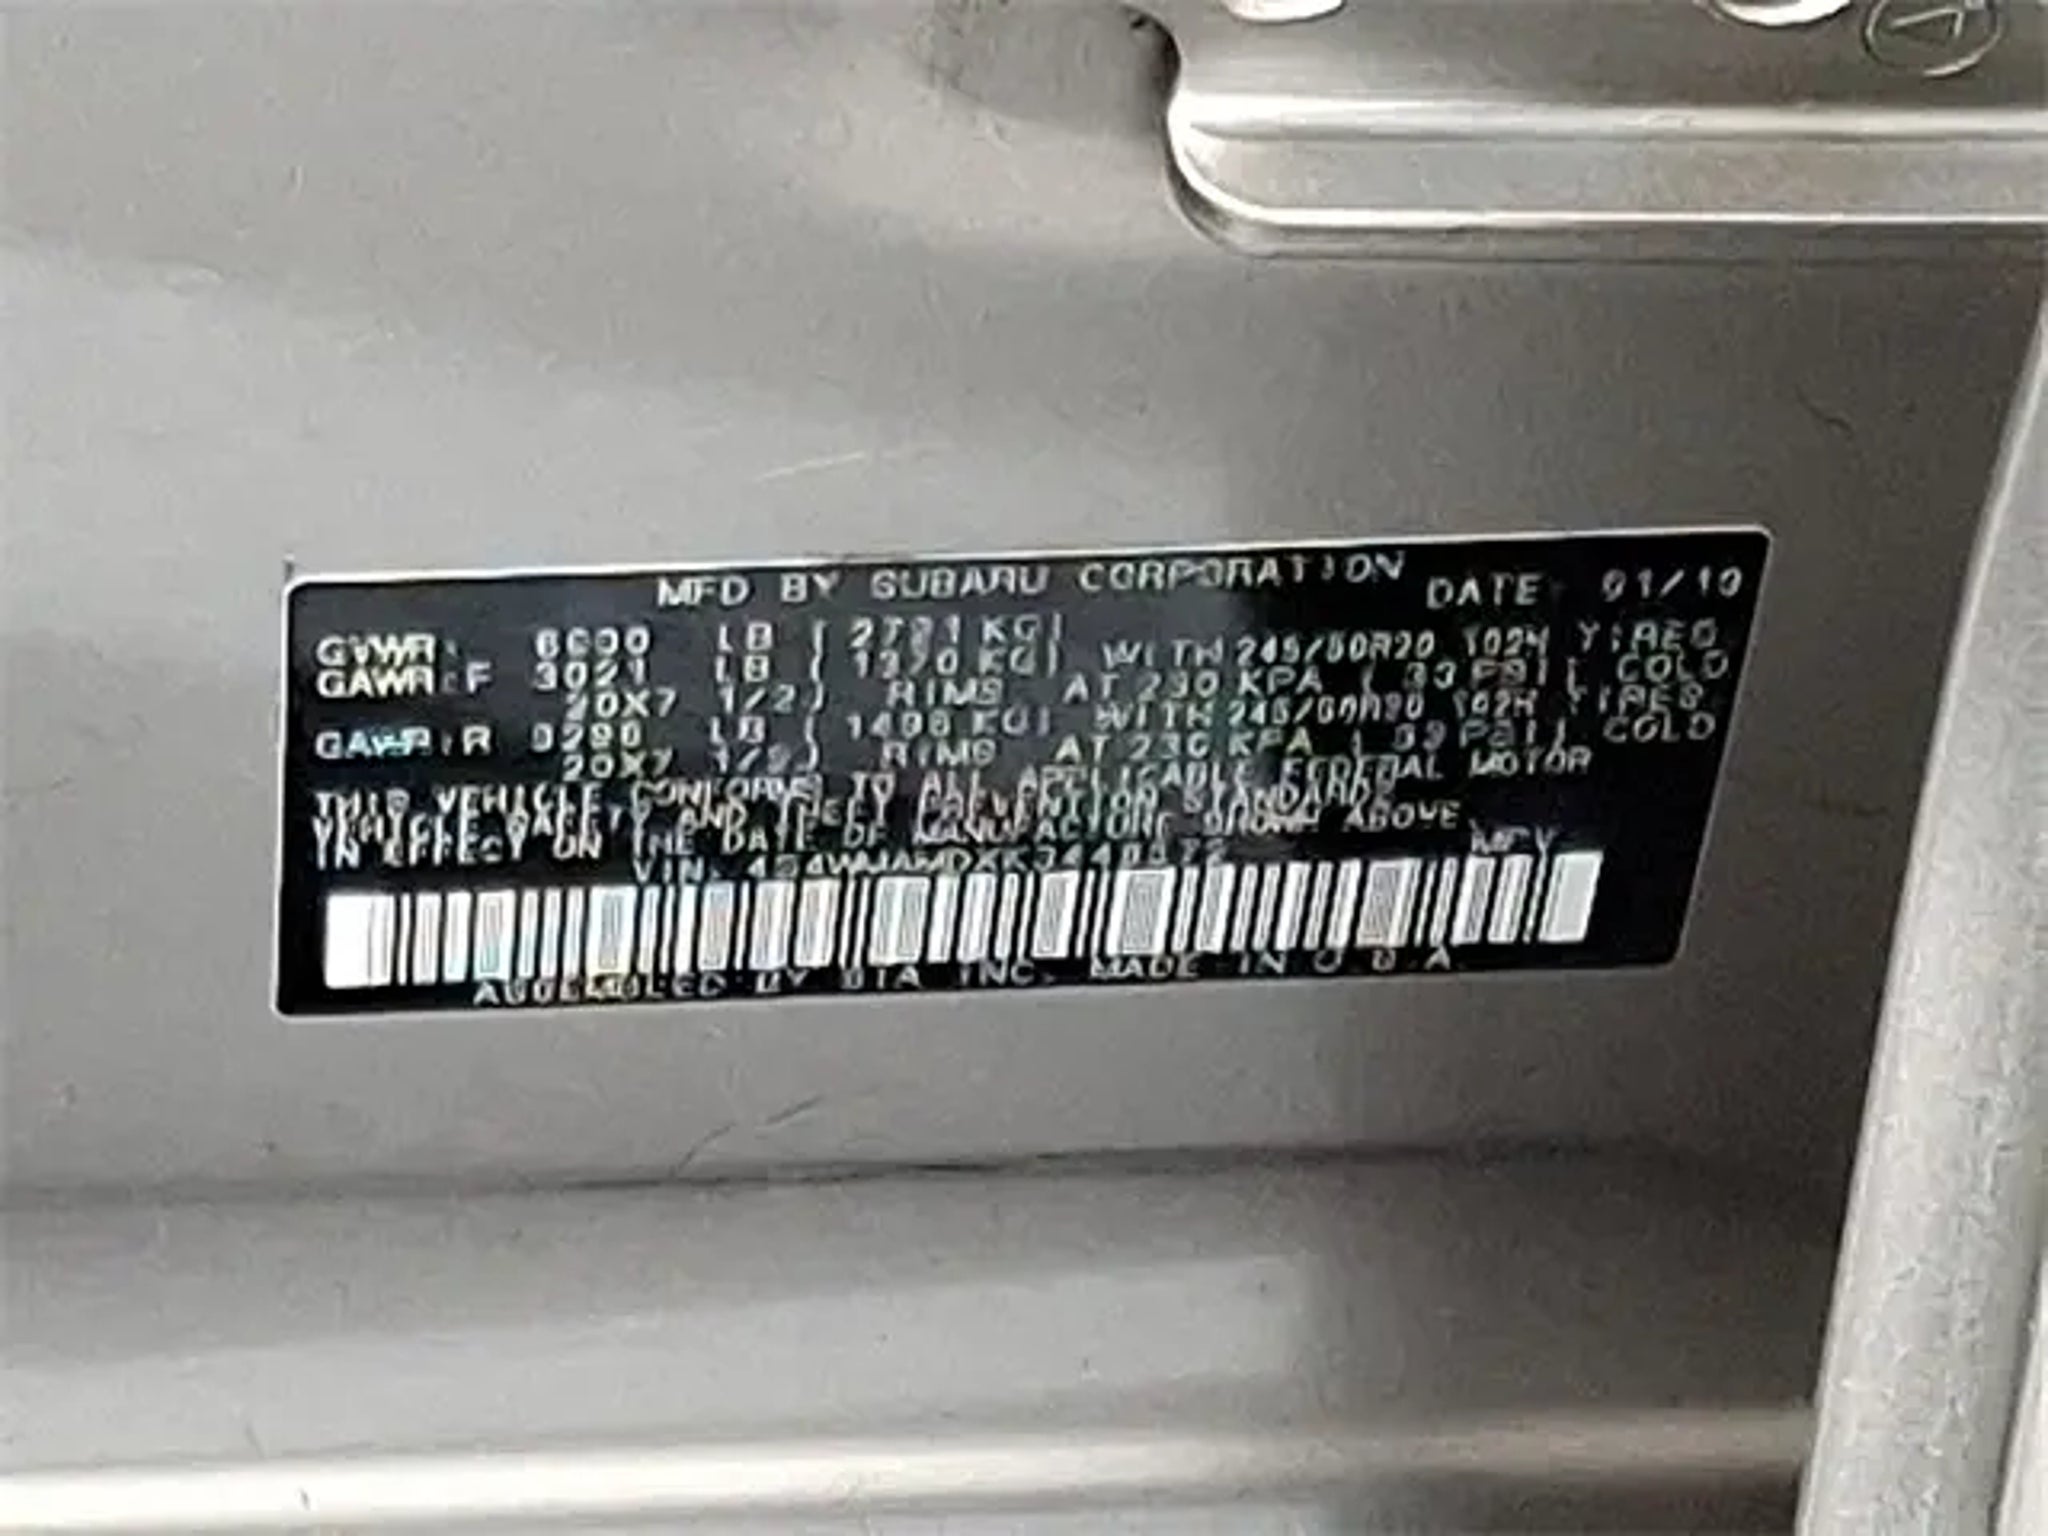 MFD BY SUBARU CORPORATION DATE 01/19
GVWR: LB ( KG)
GAWR:F 3021 LB ( 1370 KG) WITH 245/50R20 102H TIRES
20X7 1/2J RIMS AT 230 KPA ( 33 PSI) COLD
GAWR:R LB ( KG) WITH 245/50R20 102H TIRES
20X7 1/2J RIMS AT 230 KPA ( 33 PSI) COLD
THIS VEHICLE CONFORMS TO ALL APPLICABLE FEDERAL MOTOR
VEHICLE SAFETY AND THEFT PREVENTION STANDARDS
IN EFFECT ON THE DATE OF MANUFACTURE SHOWN ABOVE.
VIN: MPV
ASSEMBLED BY SIA INC. MADE IN U.S.A.